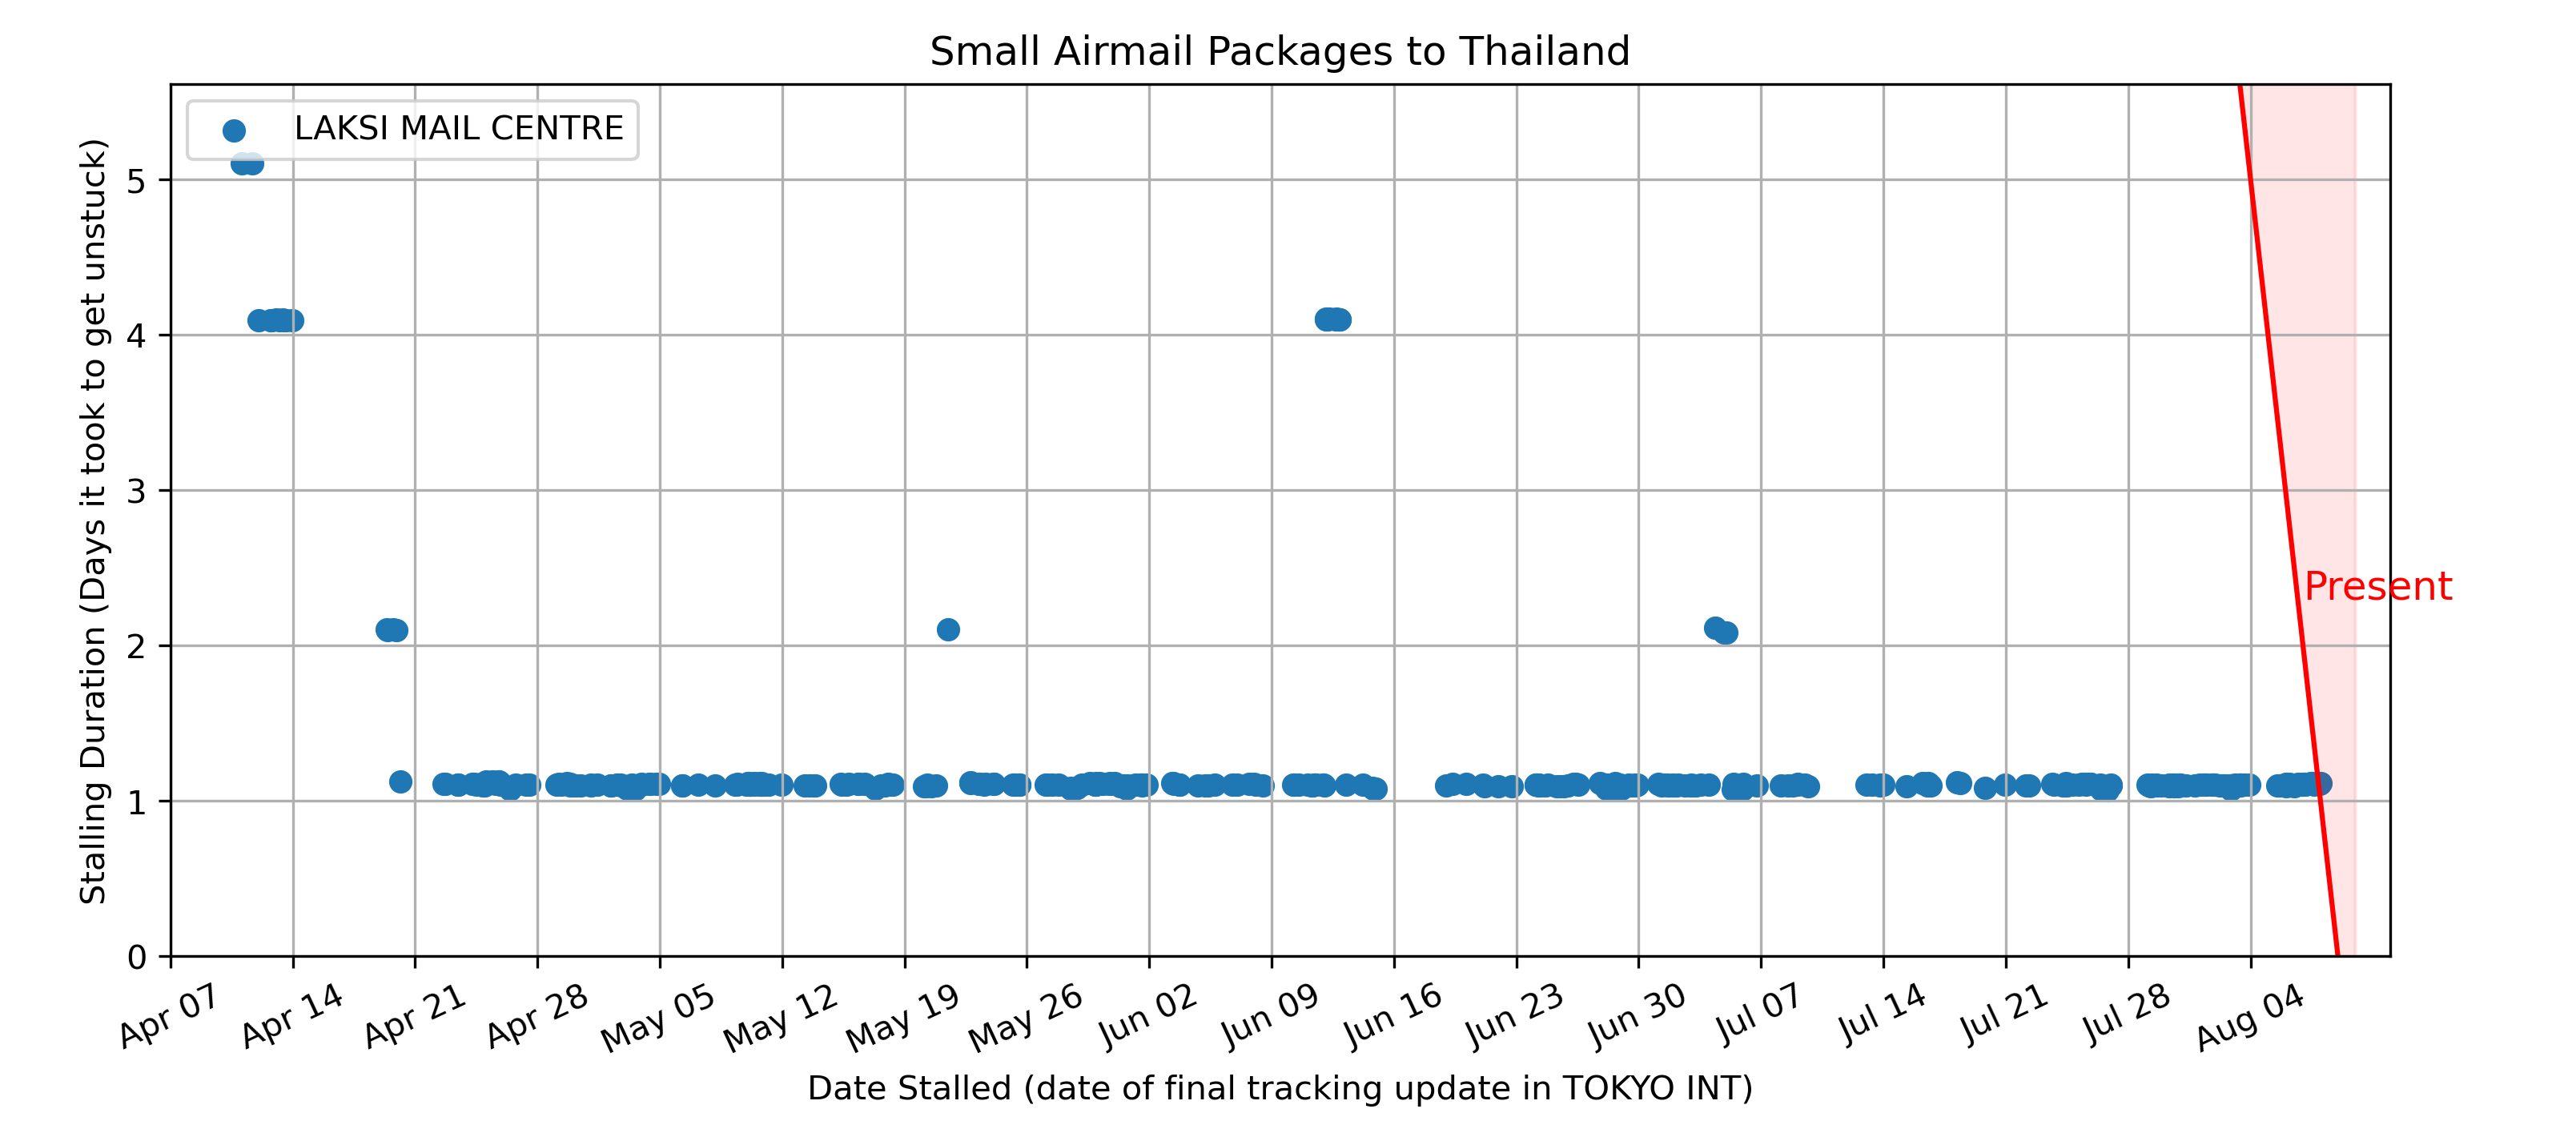 Small Airmail Packages to Thailand
LAKSI MAIL CENTRE
Stalling Duration (Days it took to get unstuck)
5
4
3
2
1
0
Present
Apr 07
Apr 14
Apr 21
Apr 28
May 05
May 12
May 19
May 26
Jun 02
Jun 09
Jun 16
Jun 23
Jun 30
Jul 07
Jul 14
Jul 21
Jul 28
Aug 04
Date Stalled (date of final tracking update in TOKYO INT)